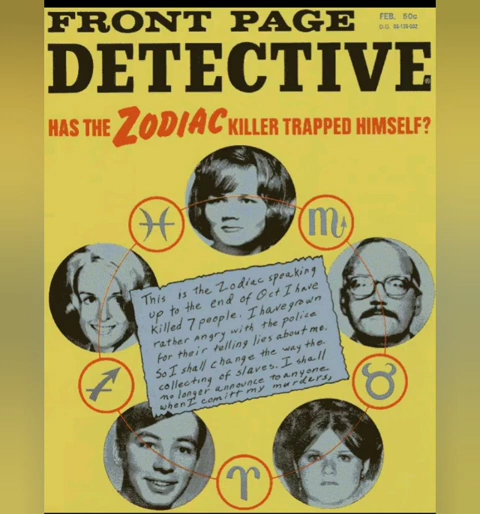 FRONT PAGE
FEB. 50c
DETECTIVE
HAS THE ZODIAC KILLER TRAPPED HIMSELF?
This is the Zodiac speaking
up to the end of Oct I have
killed 7 people. I have grown
rather angry with the police
for their telling lies about me.
So I shall change the way the
collecting of slaves. I shall
no longer announce to anyone
when I comitt my murders,